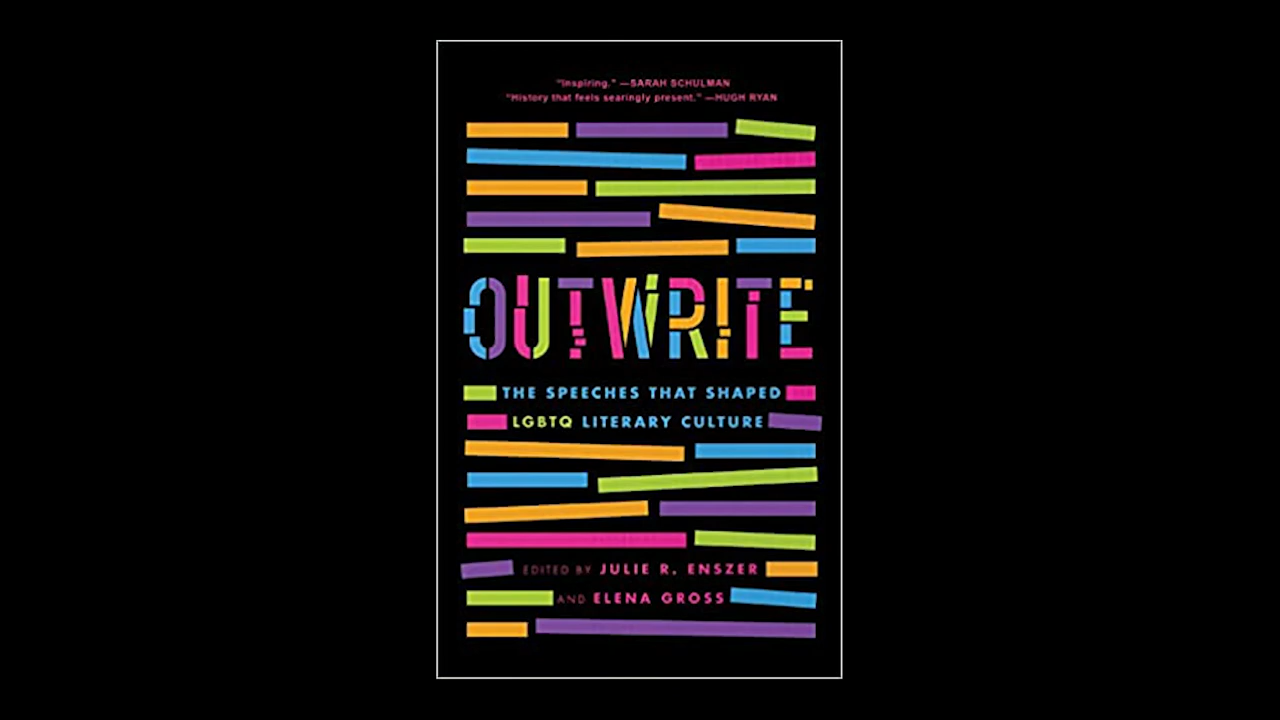 "Inspiring." —SARAH SCHULMAN
"History that feels searingly present." —HUGH RYAN
OUTWRITE
THE SPEECHES THAT SHAPED
LGBTQ LITERARY CULTURE
EDITED BY JULIE R. ENSZER
AND ELENA GROSS